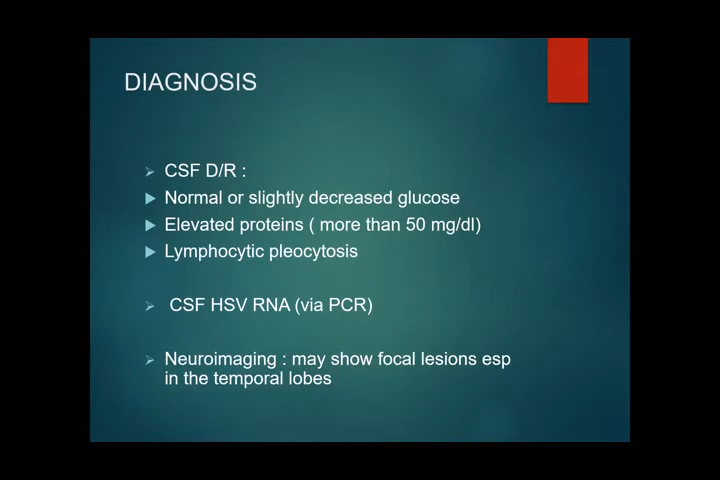 DIAGNOSIS
CSF D/R :
Normal or slightly decreased glucose
Elevated proteins ( more than 50 mg/dl)
Lymphocytic pleocytosis
CSF HSV RNA (via PCR)
Neuroimaging : may show focal lesions esp
in the temporal lobes